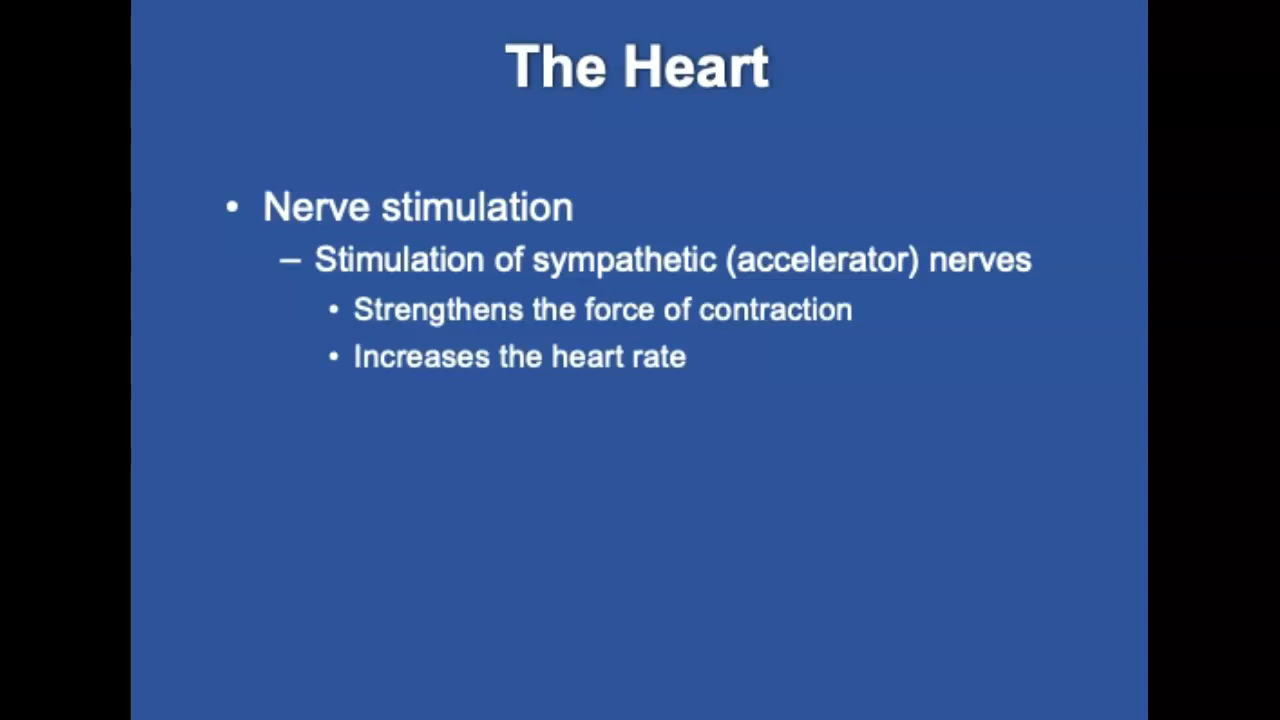 The Heart
• Nerve stimulation
– Stimulation of sympathetic (accelerator) nerves
• Strengthens the force of contraction
• Increases the heart rate